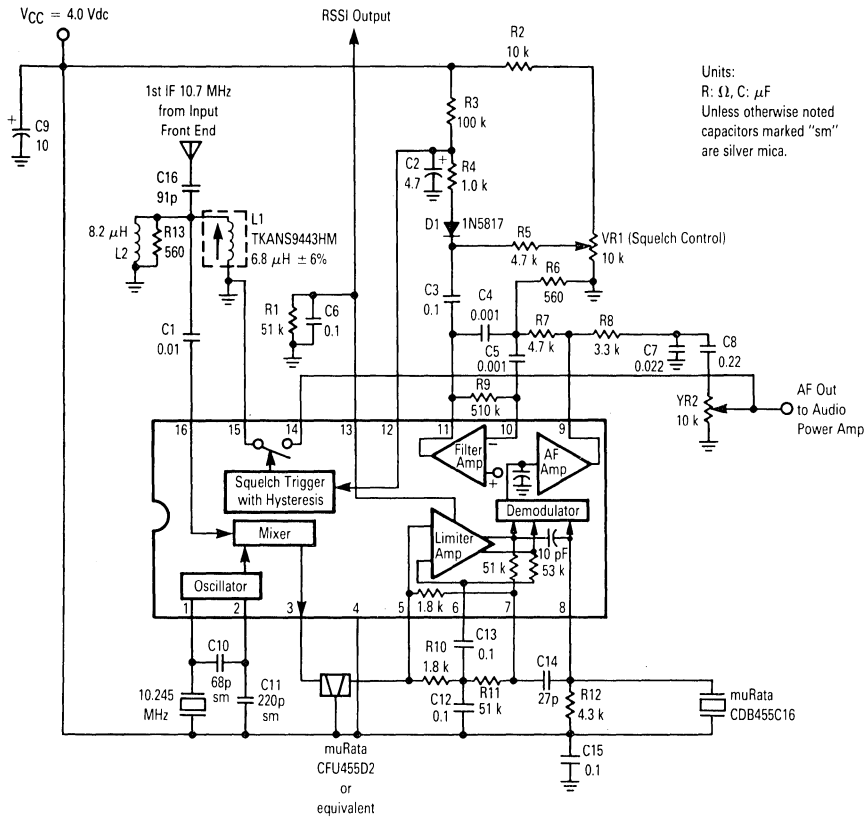 VCC = 4.0 Vdc
RSSI Output
R2
10 k
+
C9
10
1st IF 10.7 MHz
from Input
Front End
Units:
R: Ω, C: μF
Unless otherwise noted
capacitors marked "sm"
are silver mica.
R3
100 k
C16
91p
C2
4.7
+
R4
1.0 k
8.2 μH
L2
R13
560
L1
TKANS9443HM
6.8 μH ± 6%
D1
1N5817
R5
4.7 k
VR1 (Squelch Control)
10 k
R6
560
C3
0.1
C4
0.001
R1
51 k
C6
0.1
C1
0.01
R7
4.7 k
R8
3.3 k
C5
0.001
C7
0.022
C8
0.22
R9
510 k
YR2
10 k
AF Out
to Audio
Power Amp
16
15
14
13
12
11
10
9
Filter
Amp
−
+
AF
Amp
Squelch Trigger
with Hysteresis
Demodulator
Mixer
Limiter
Amp
10 pF
51 k
53 k
Oscillator
1.8 k
1
2
3
4
5
6
7
8
C10
68p
sm
C11
220p
sm
10.245
MHz
R10
1.8 k
C13
0.1
C12
0.1
R11
51 k
C14
27p
R12
4.3 k
muRata
CDB455C16
muRata
CFU455D2
or
equivalent
C15
0.1